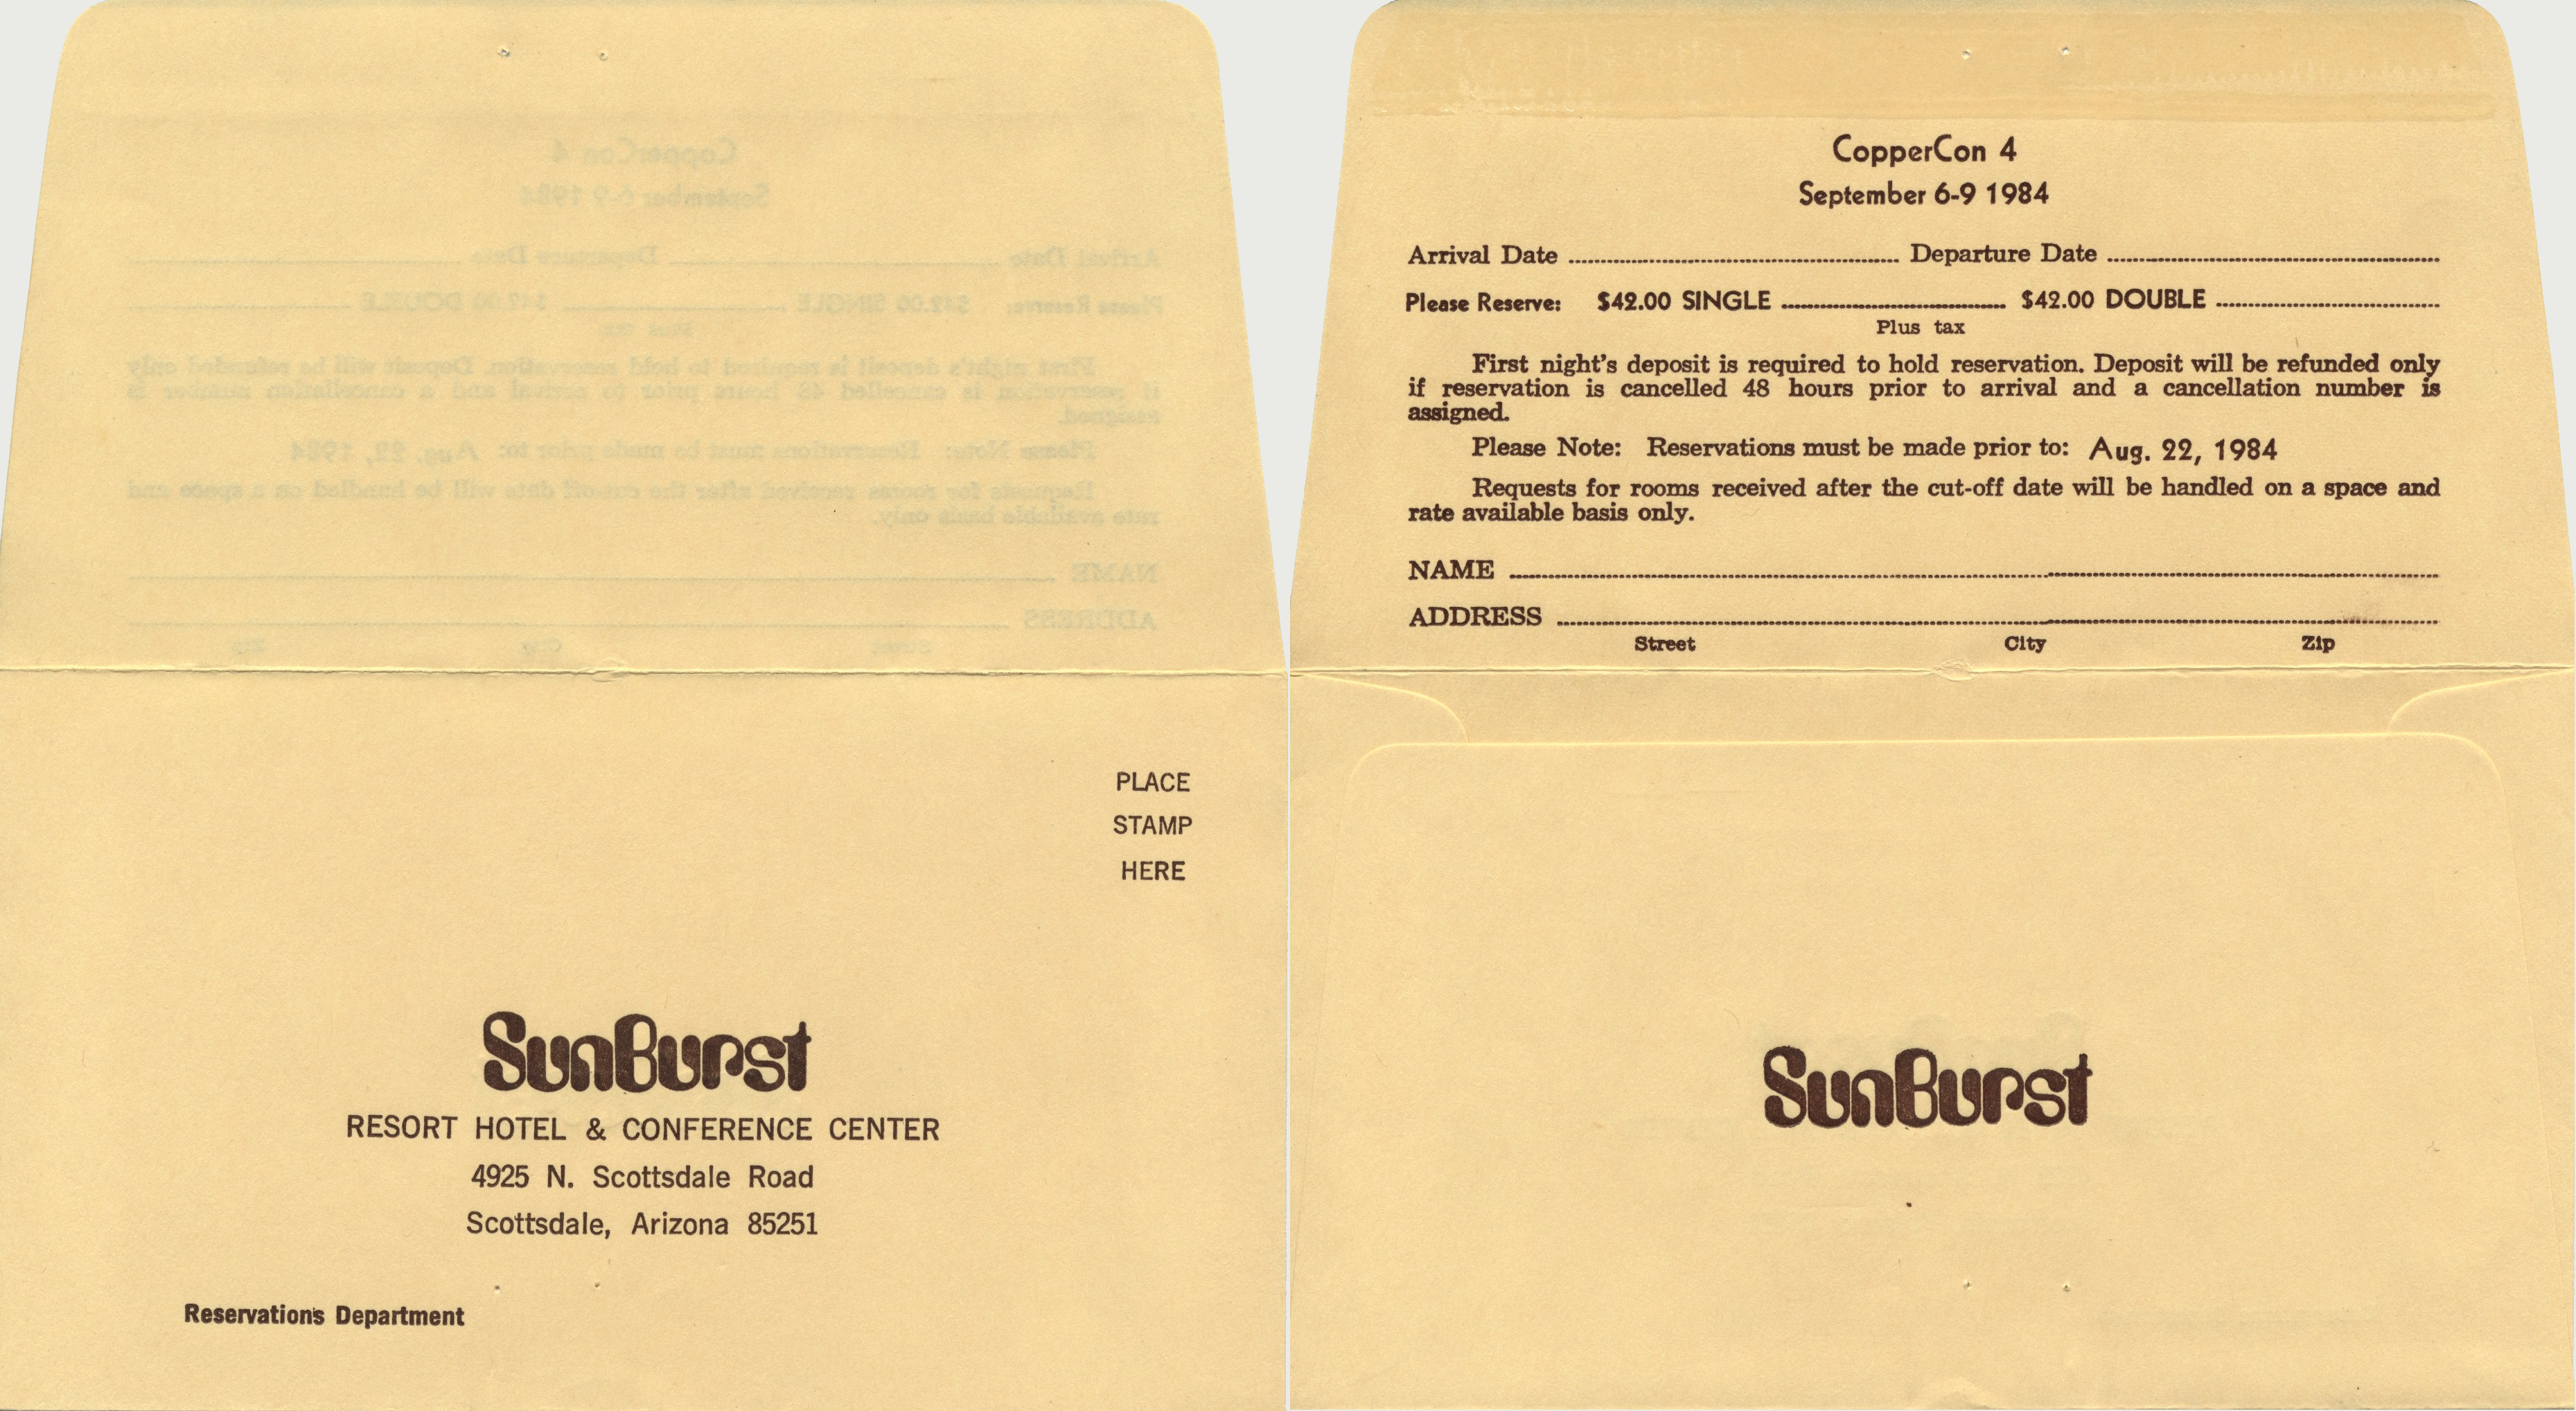 PLACE
STAMP
HERE
SunBurst
RESORT HOTEL & CONFERENCE CENTER
4925 N. Scottsdale Road
Scottsdale, Arizona 85251
Reservations Department
CopperCon 4
September 6-9 1984
Arrival Date ........................ Departure Date ........................
Please Reserve: $42.00 SINGLE ........................ $42.00 DOUBLE ........................
Plus tax
First night's deposit is required to hold reservation. Deposit will be refunded only
if reservation is cancelled 48 hours prior to arrival and a cancellation number is
assigned.
Please Note: Reservations must be made prior to: Aug. 22, 1984
Requests for rooms received after the cut-off date will be handled on a space and
rate available basis only.
NAME ........................
ADDRESS ........................
Street City Zip
SunBurst